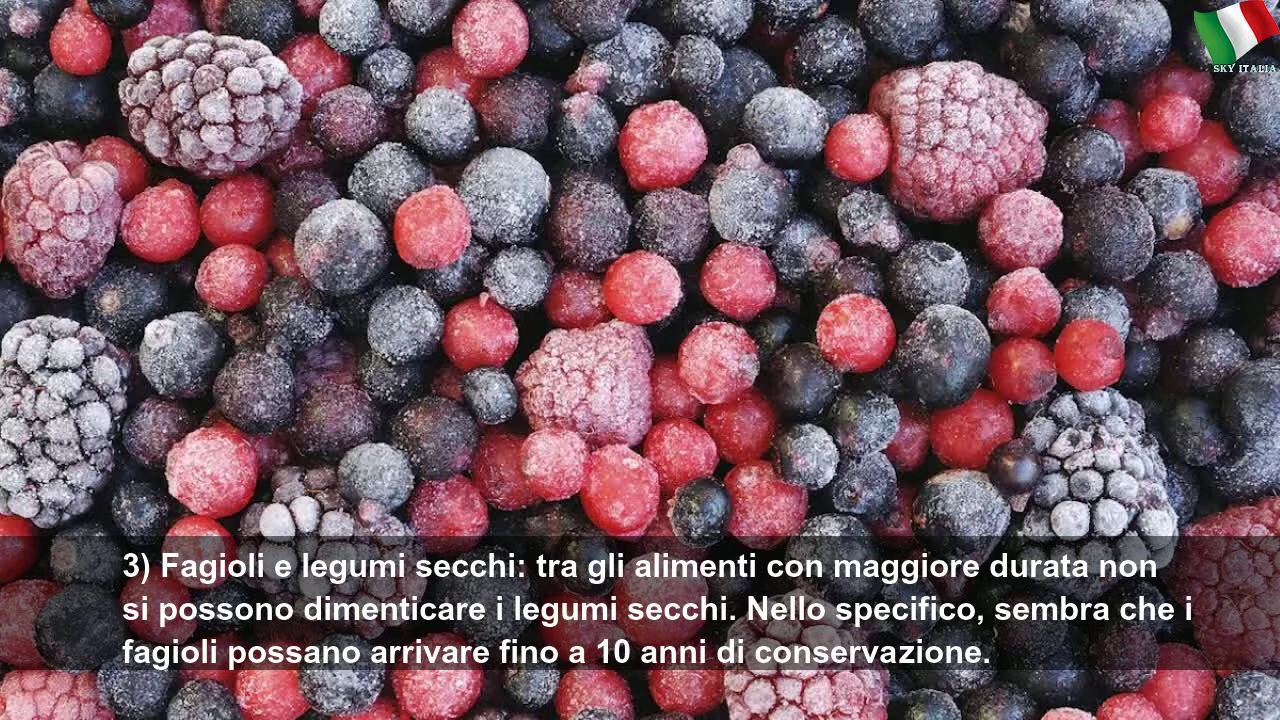 SKY ITALIA
3) Fagioli e legumi secchi: tra gli alimenti con maggiore durata non
si possono dimenticare i legumi secchi. Nello specifico, sembra che i
fagioli possano arrivare fino a 10 anni di conservazione.